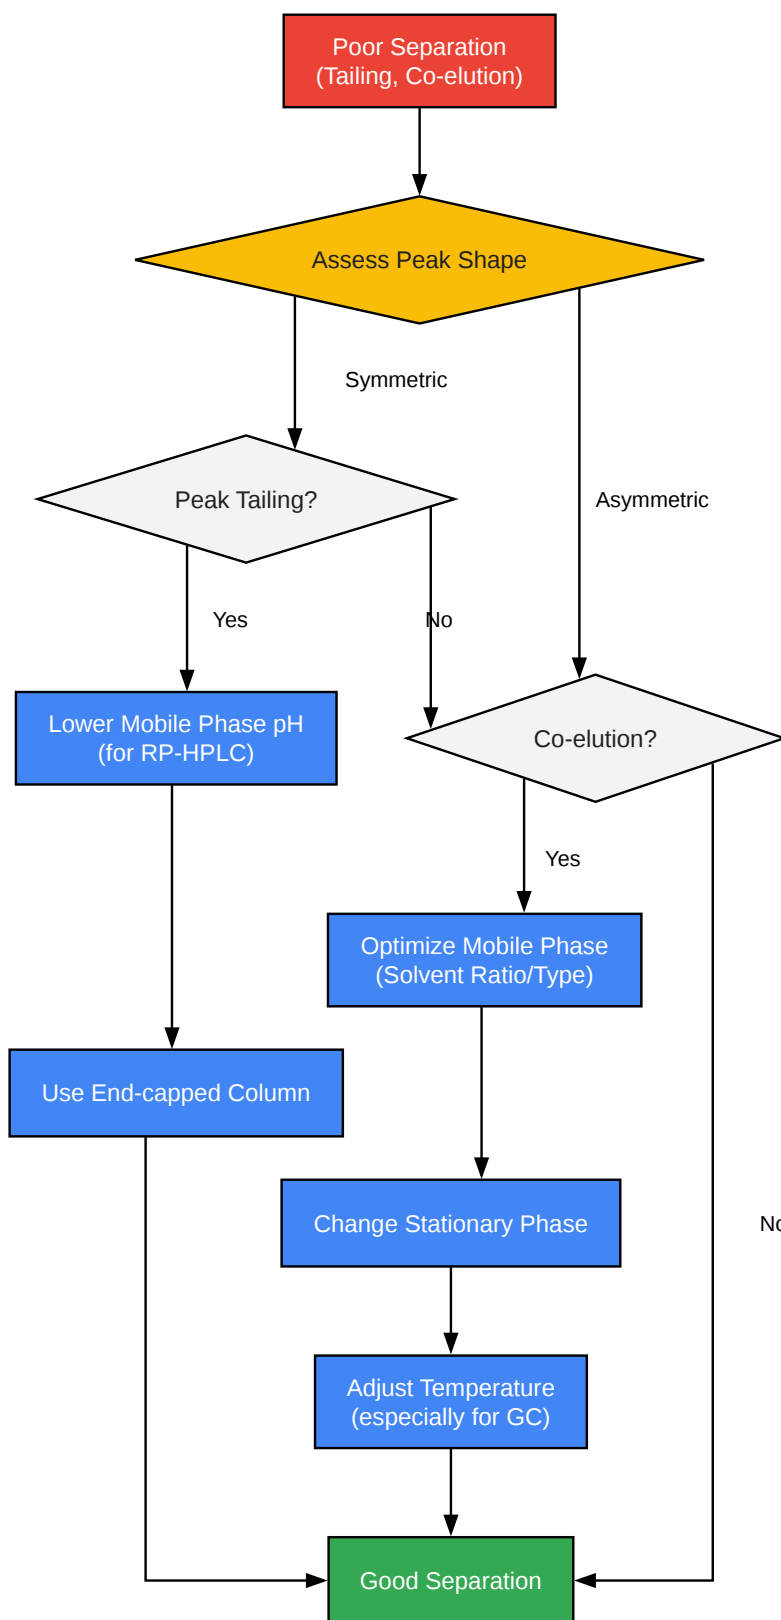 Poor Separation
(Tailing, Co-elution)
Assess Peak Shape
Symmetric
Peak Tailing?
Asymmetric
Yes
No
Lower Mobile Phase pH
(for RP-HPLC)
Co-elution?
Yes
Optimize Mobile Phase
(Solvent Ratio/Type)
Use End-capped Column
Change Stationary Phase
No
Adjust Temperature
(especially for GC)
Good Separation